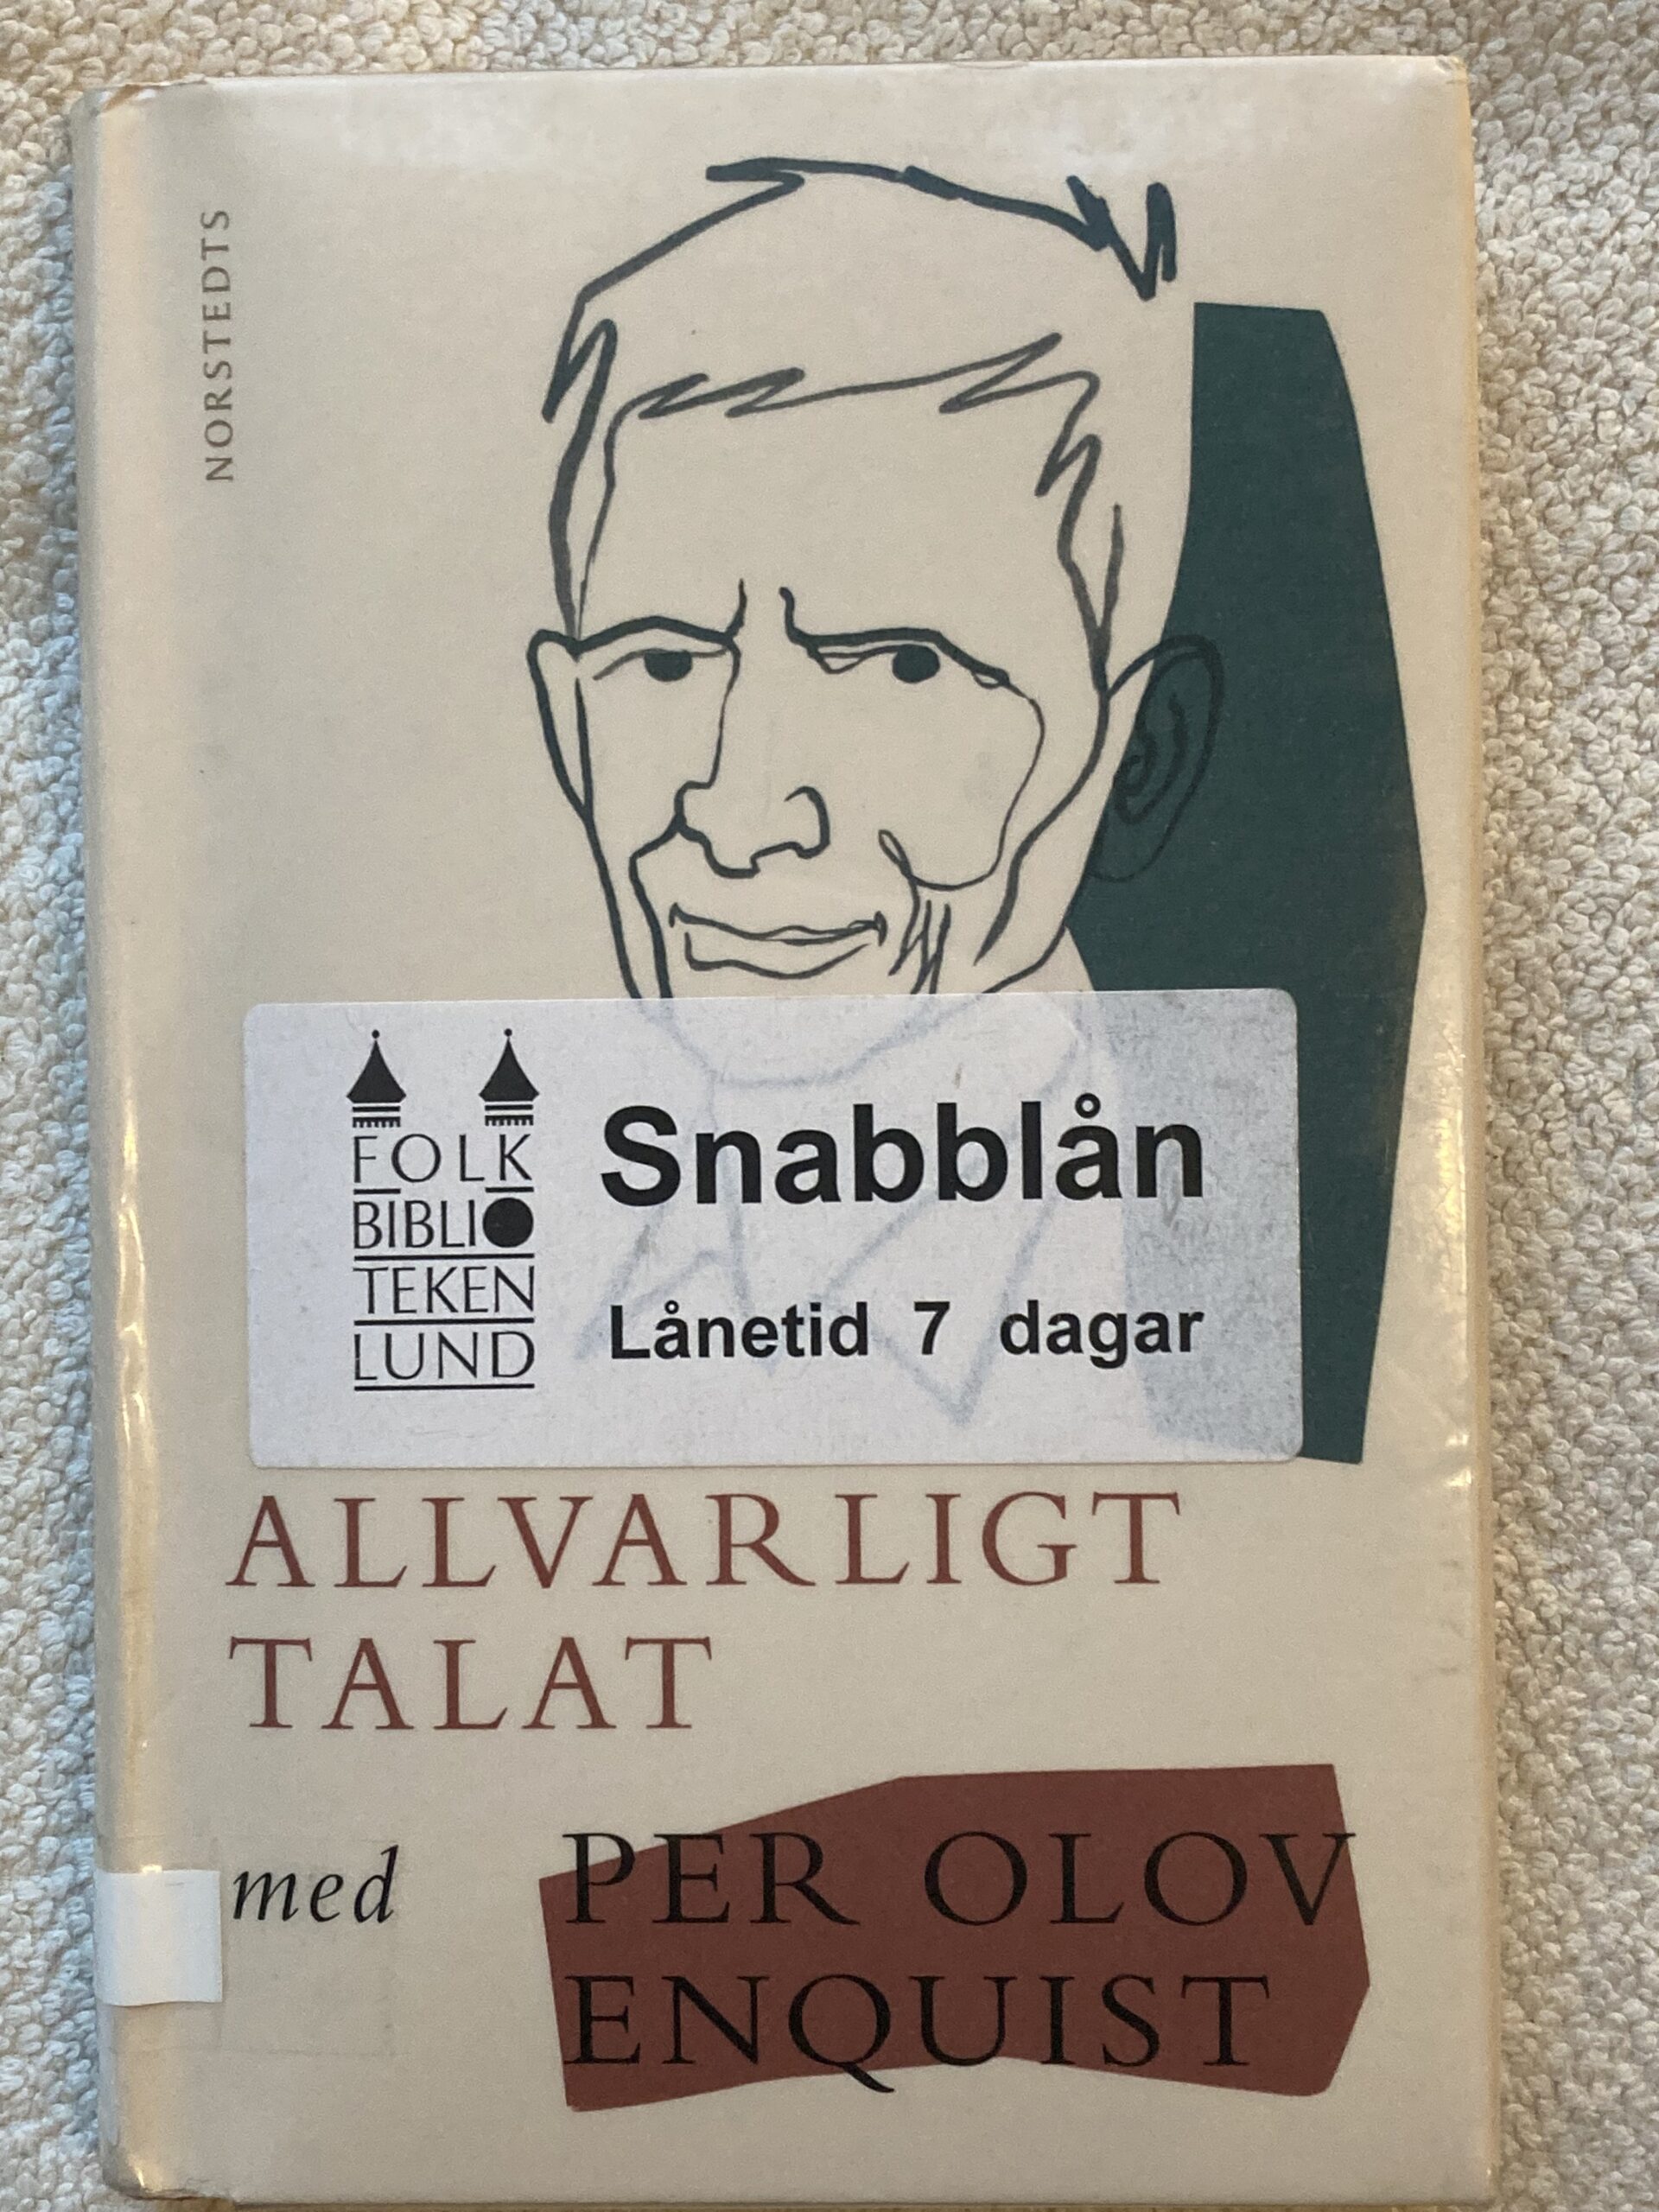 NORSTEDTS
FOLK
BIBLIO
TEKEN
LUND
Snabblån
Lånetid 7 dagar
ALLVARLIGT
TALAT
med PER OLOV
ENQUIST